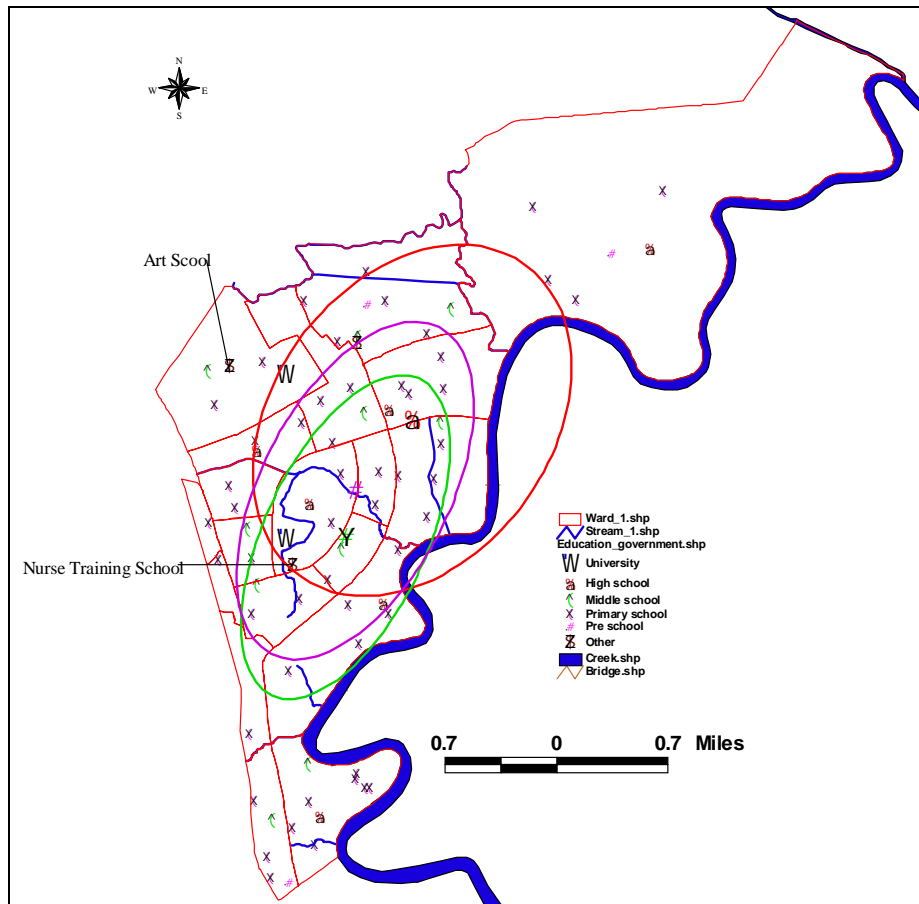 N
W E
S
Art Scool
Nurse Training School
Ward_1.shp
Stream_1.shp
Education_government.shp
University
High school
Middle school
Primary school
Pre school
Other
Creek.shp
Bridge.shp
0.7 0 0.7 Miles